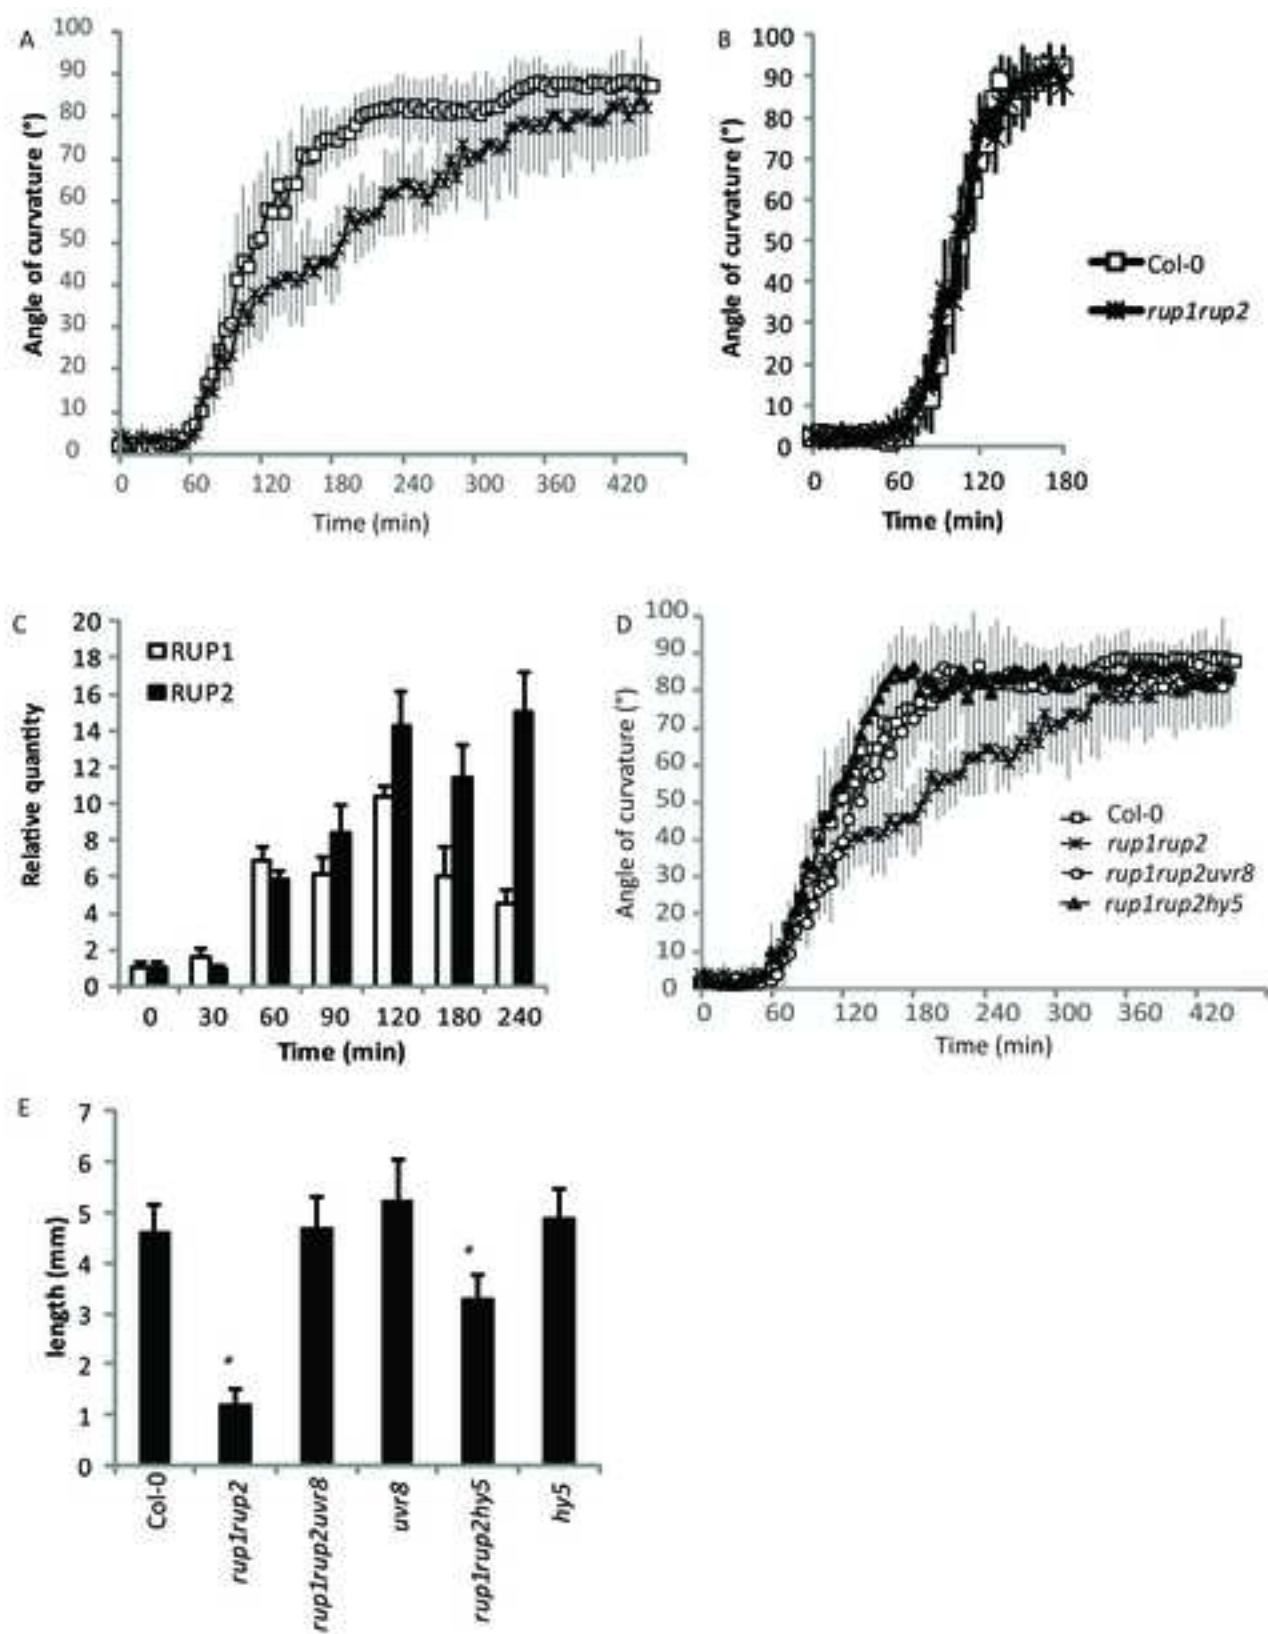 A
100
90
80
70
60
50
40
30
20
10
0
Angle of curvature (°)
0 60 120 180 240 300 360 420
Time (min)
B
100
90
80
70
60
50
40
30
20
10
0
Angle of curvature (°)
0 60 120 180
Time (min)
Col-0
rup1rup2
C
20
18
16
14
12
10
8
6
4
2
0
Relative quantity
RUP1
RUP2
0 30 60 90 120 180 240
Time (min)
D
100
90
80
70
60
50
40
30
20
10
0
Angle of curvature (°)
Col-0
rup1rup2
rup1rup2uvr8
rup1rup2hy5
0 60 120 180 240 300 360 420
Time (min)
E
7
6
5
4
3
2
1
0
length (mm)
Col-0
rup1rup2
rup1rup2uvr8
uvr8
rup1rup2hy5
hy5